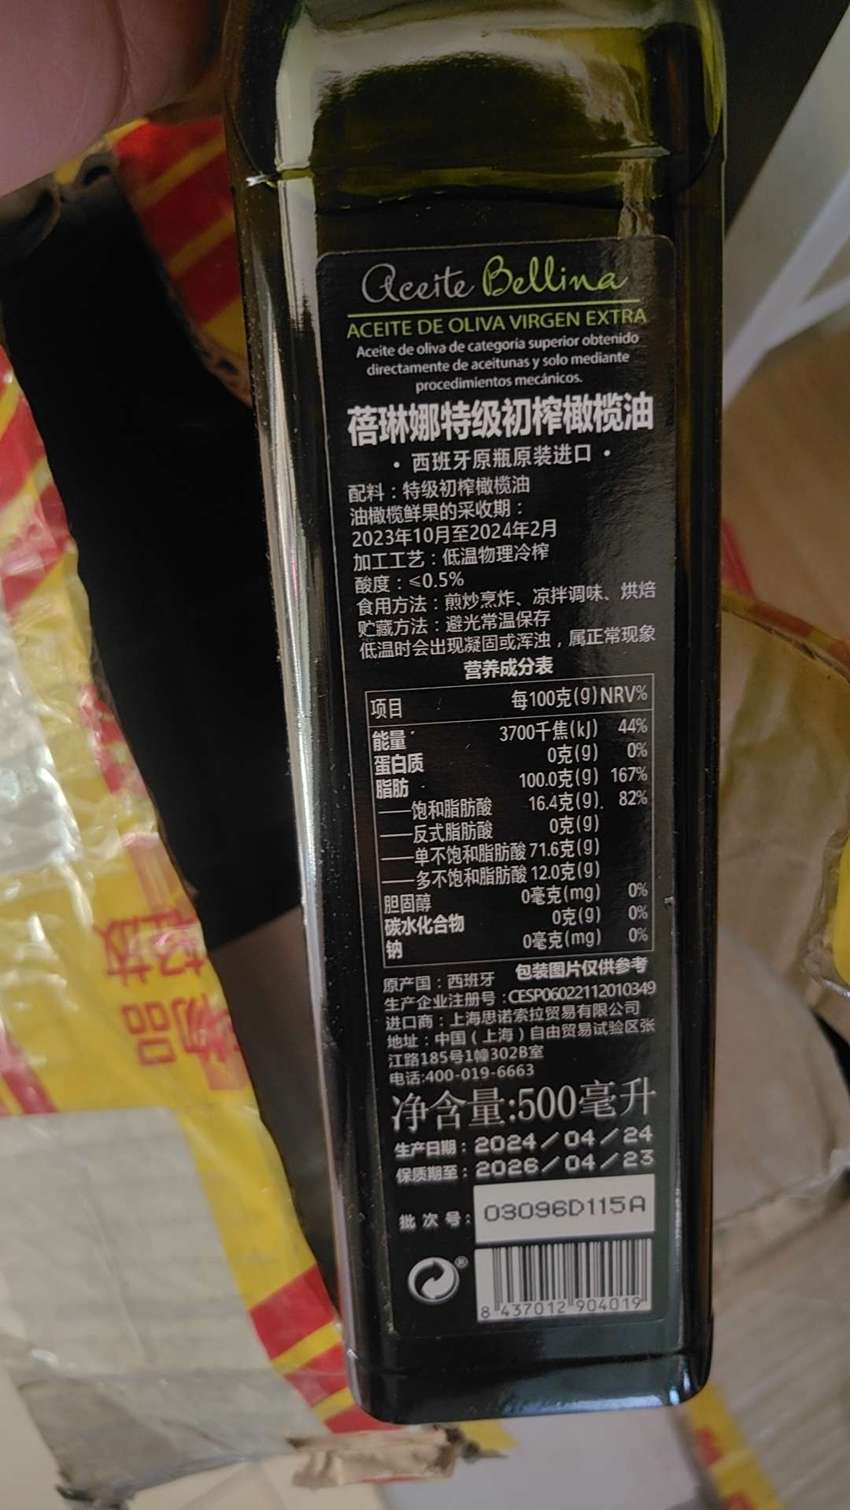 Aceite Bellina
ACEITE DE OLIVA VIRGEN EXTRA
Aceite de oliva de categoría superior obtenido
directamente de aceitunas y solo mediante
procedimientos mecánicos.
蓓琳娜特级初榨橄榄油
·西班牙原瓶原装进口·
配料：特级初榨橄榄油
油橄榄鲜果的采收期：
2023年10月至2024年2月
加工工艺：低温物理冷榨
酸度：≤0.5%
食用方法：煎炒烹炸、凉拌调味、烘焙
贮藏方法：避光常温保存
低温时会出现凝固或浑浊，属正常现象
营养成分表
项目 每100克(g) NRV%
能量 3700千焦(kJ) 44%
蛋白质 0克(g) 0%
脂肪 100.0克(g) 167%
——饱和脂肪酸 16.4克(g) 82%
——反式脂肪酸 0克(g)
——单不饱和脂肪酸 71.6克(g)
——多不饱和脂肪酸 12.0克(g)
胆固醇 0毫克(mg) 0%
碳水化合物 0克(g) 0%
钠 0毫克(mg) 0%
原产国：西班牙 包装图片仅供参考
生产企业注册号：CESP06022112010349
进口商：上海思诺索拉贸易有限公司
地址：中国（上海）自由贸易试验区张
江路185号1幢302B室
电话:400-019-6663
净含量:500毫升
生产日期：2024/04/24
保质期至：2026/04/23
批次号：03096D115A
8 437012 904019
物品